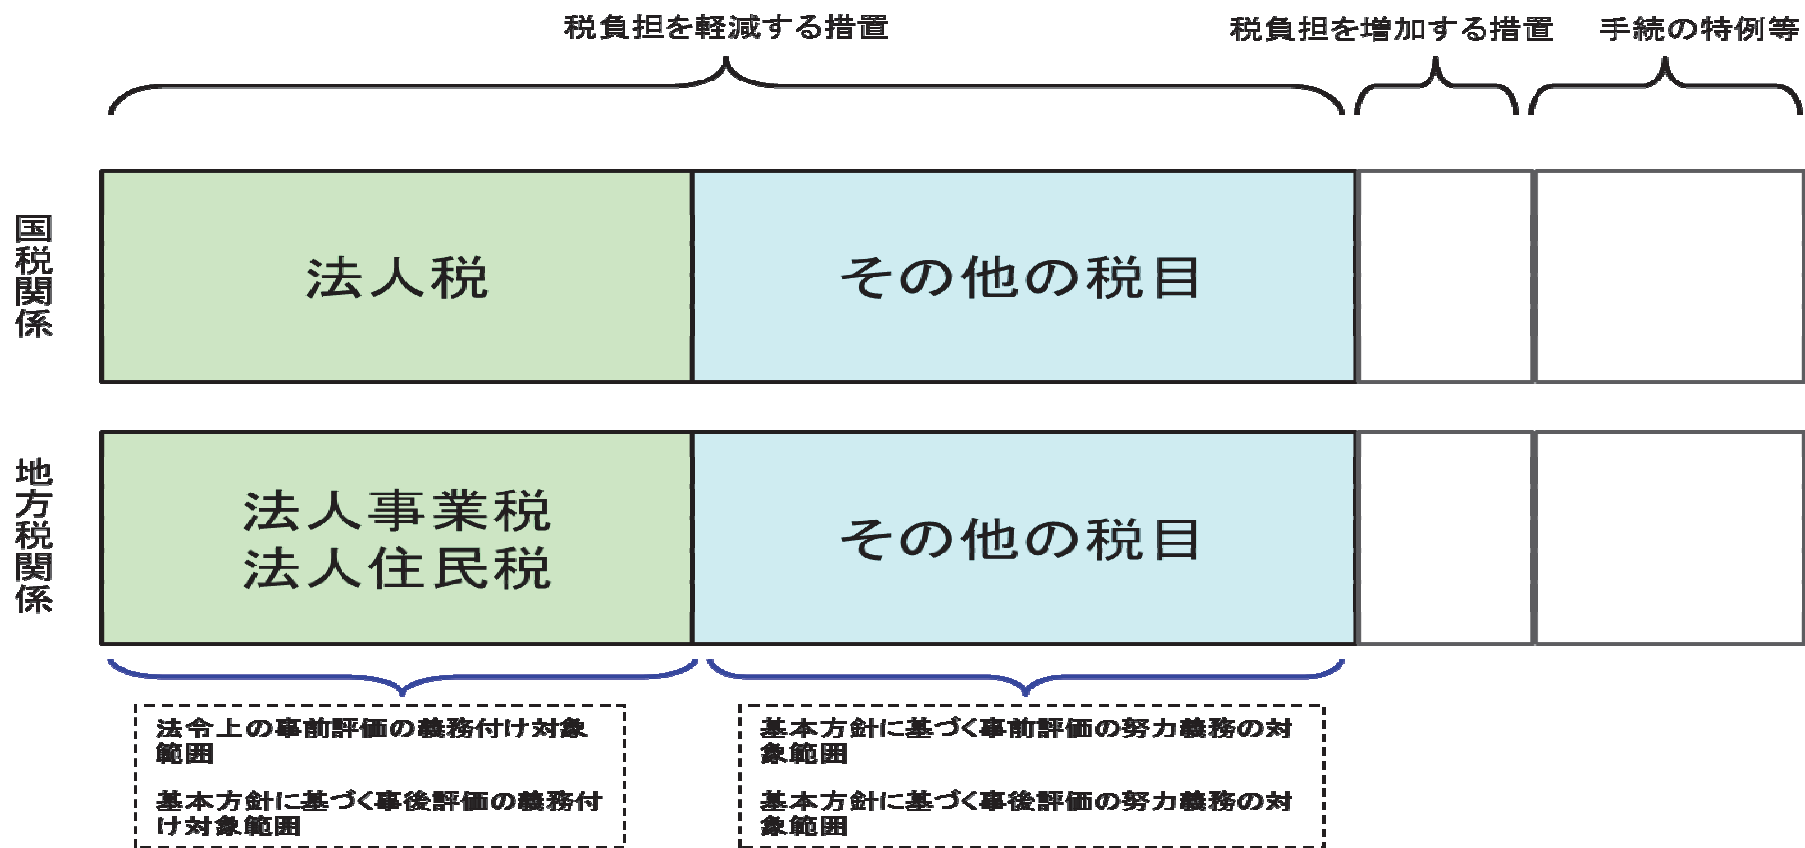 税負担を軽減する措置
税負担を増加する措置
手続の特例等
国税関係
法人税
その他の税目
地方税関係
法人事業税
法人住民税
その他の税目
法令上の事前評価の義務付け対象
範囲
基本方針に基づく事後評価の義務付
け対象範囲
基本方針に基づく事前評価の努力義務の対
象範囲
基本方針に基づく事後評価の努力義務の対
象範囲